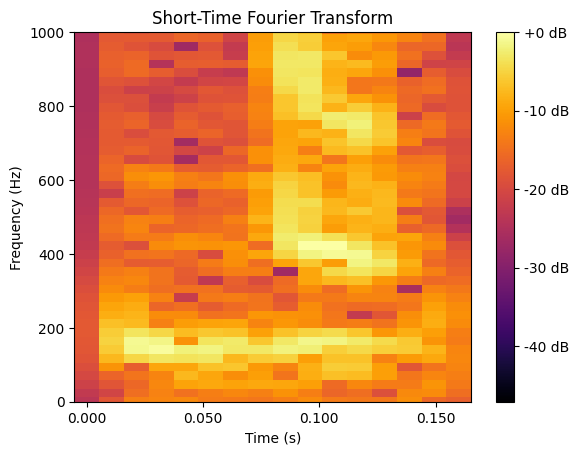 Short-Time Fourier Transform
Frequency (Hz)
1000
800
600
400
200
0
0.000
0.050
0.100
0.150
Time (s)
+0 dB
-10 dB
-20 dB
-30 dB
-40 dB